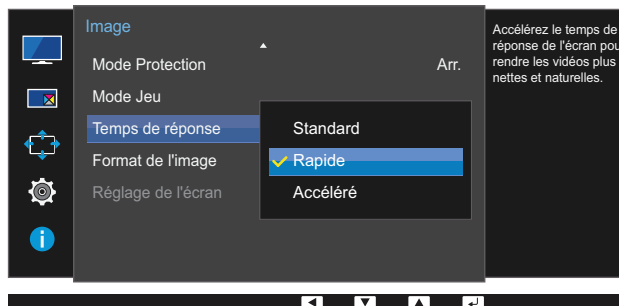 Image
Mode Protection Arr.
Mode Jeu
Temps de réponse
Format de l'image
Réglage de l'écran
Standard
Rapide
Accéléré
Accélérez le temps de
réponse de l'écran pou
rendre les vidéos plus
nettes et naturelles.